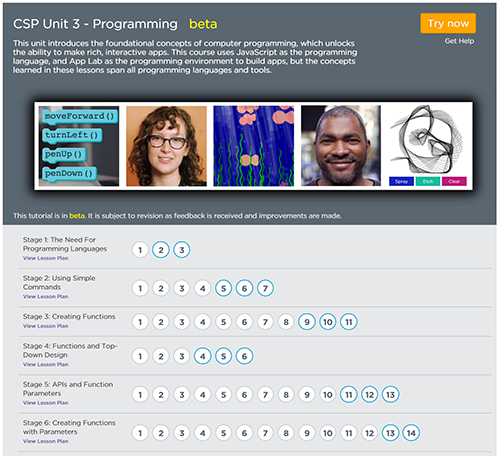 CSP Unit 3 - Programming beta
Try now
Get Help
This unit introduces the foundational concepts of computer programming, which unlocks
the ability to make rich, interactive apps. This course uses JavaScript as the programming
language, and App Lab as the programming environment to build apps, but the concepts
learned in these lessons span all programming languages and tools.
moveForward()
turnLeft()
penUp()
penDown()
Spray Etch Clear
This tutorial is in beta. It is subject to revision as feedback is received and improvements are made.
Stage 1: The Need For
Programming Languages
View Lesson Plan
1 2 3
Stage 2: Using Simple
Commands
View Lesson Plan
1 2 3 4 5 6 7
Stage 3: Creating Functions
View Lesson Plan
1 2 3 4 5 6 7 8 9 10 11
Stage 4: Functions and Top-
Down Design
View Lesson Plan
1 2 3 4 5 6
Stage 5: APIs and Function
Parameters
View Lesson Plan
1 2 3 4 5 6 7 8 9 10 11 12 13
Stage 6: Creating Functions
with Parameters
View Lesson Plan
1 2 3 4 5 6 7 8 9 10 11 12 13 14